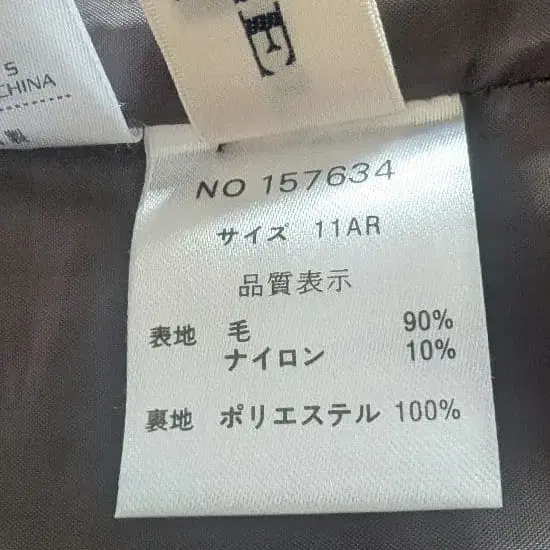 S
CHINA
製
NO 157634
サイズ 11AR
品質表示
表地 毛 90%
ナイロン 10%
裏地 ポリエステル 100%